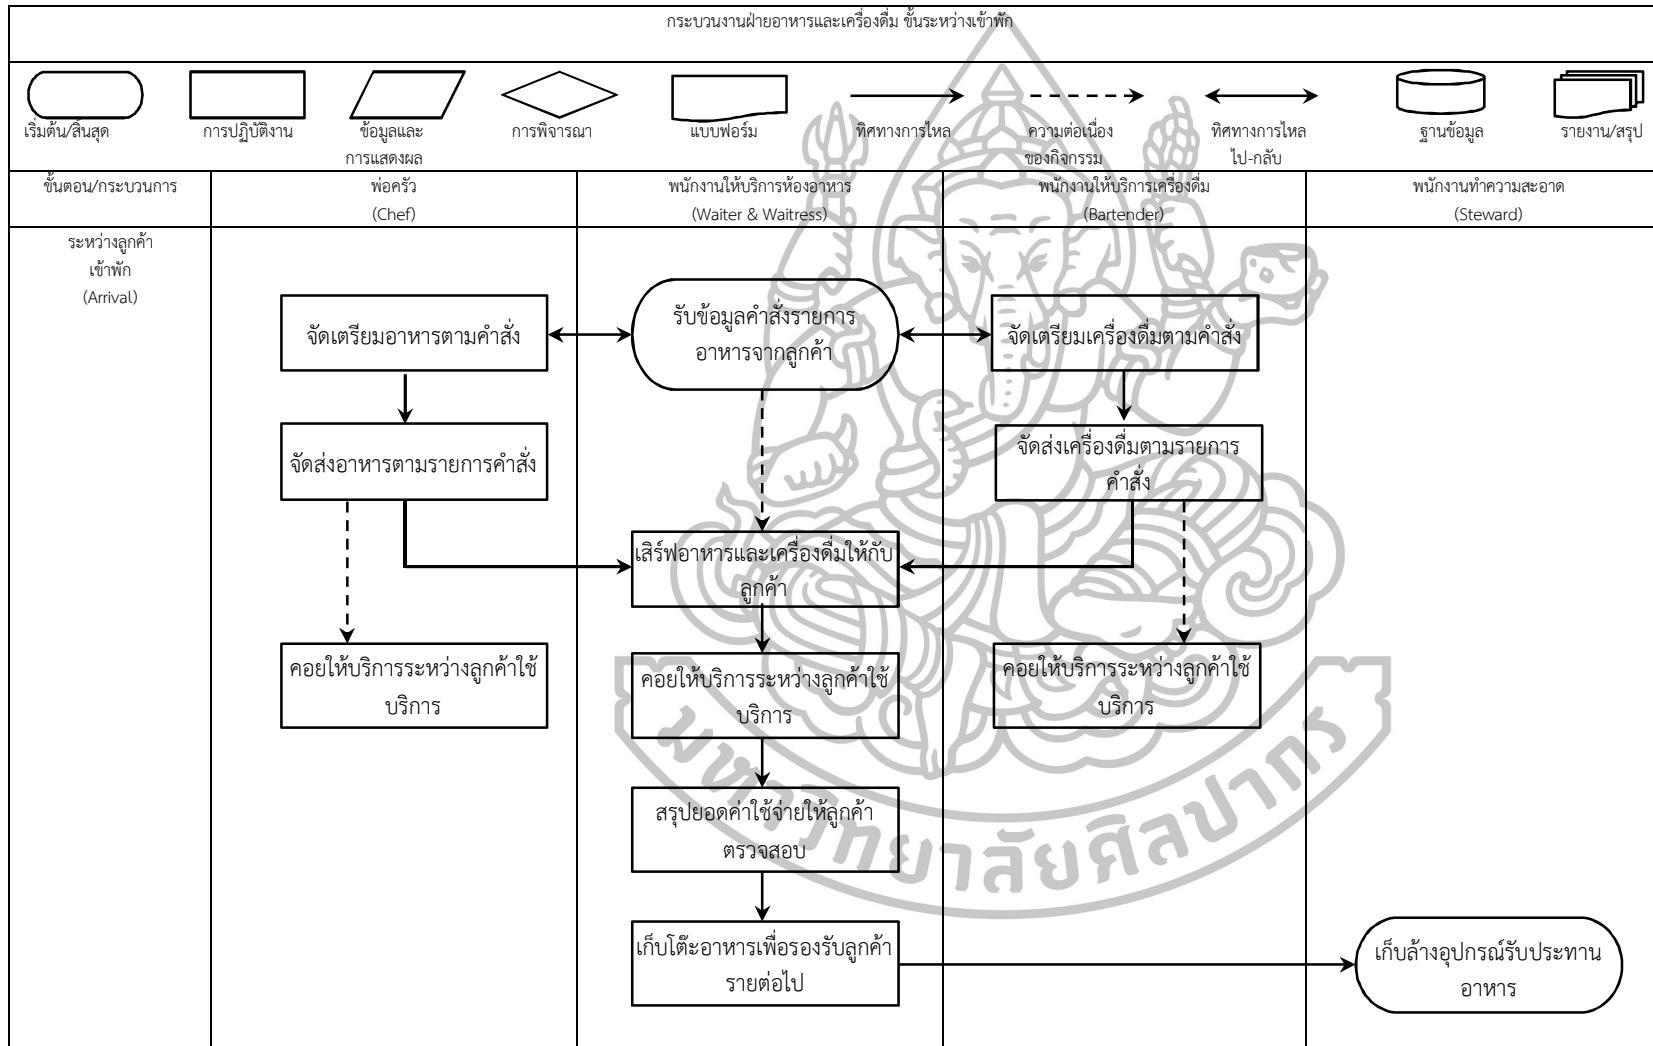 กระบวนงานฝ่ายอาหารและเครื่องดื่ม ขั้นระหว่างเข้าพัก
เริ่มต้น/สิ้นสุด
การปฏิบัติงาน
ข้อมูลและ
การแสดงผล
การพิจารณา
แบบฟอร์ม
ทิศทางการไหล
ความต่อเนื่อง
ของกิจกรรม
ทิศทางการไหล
ไป-กลับ
ฐานข้อมูล
รายงาน/สรุป
ขั้นตอน/กระบวนการ
พ่อครัว
(Chef)
พนักงานให้บริการห้องอาหาร
(Waiter & Waitress)
พนักงานให้บริการเครื่องดื่ม
(Bartender)
พนักงานทำความสะอาด
(Steward)
ระหว่างลูกค้า
เข้าพัก
(Arrival)
จัดเตรียมอาหารตามคำสั่ง
รับข้อมูลคำสั่งรายการ
อาหารจากลูกค้า
จัดเตรียมเครื่องดื่มตามคำสั่ง
จัดส่งอาหารตามรายการคำสั่ง
จัดส่งเครื่องดื่มตามรายการ
คำสั่ง
เสิร์ฟอาหารและเครื่องดื่มให้กับ
ลูกค้า
คอยให้บริการระหว่างลูกค้าใช้
บริการ
คอยให้บริการระหว่างลูกค้าใช้
บริการ
คอยให้บริการระหว่างลูกค้าใช้
บริการ
สรุปยอดค่าใช้จ่ายให้ลูกค้า
ตรวจสอบ
เก็บโต๊ะอาหารเพื่อรองรับลูกค้า
รายต่อไป
เก็บล้างอุปกรณ์รับประทาน
อาหาร
มหาวิทยาลัยศิลปากร